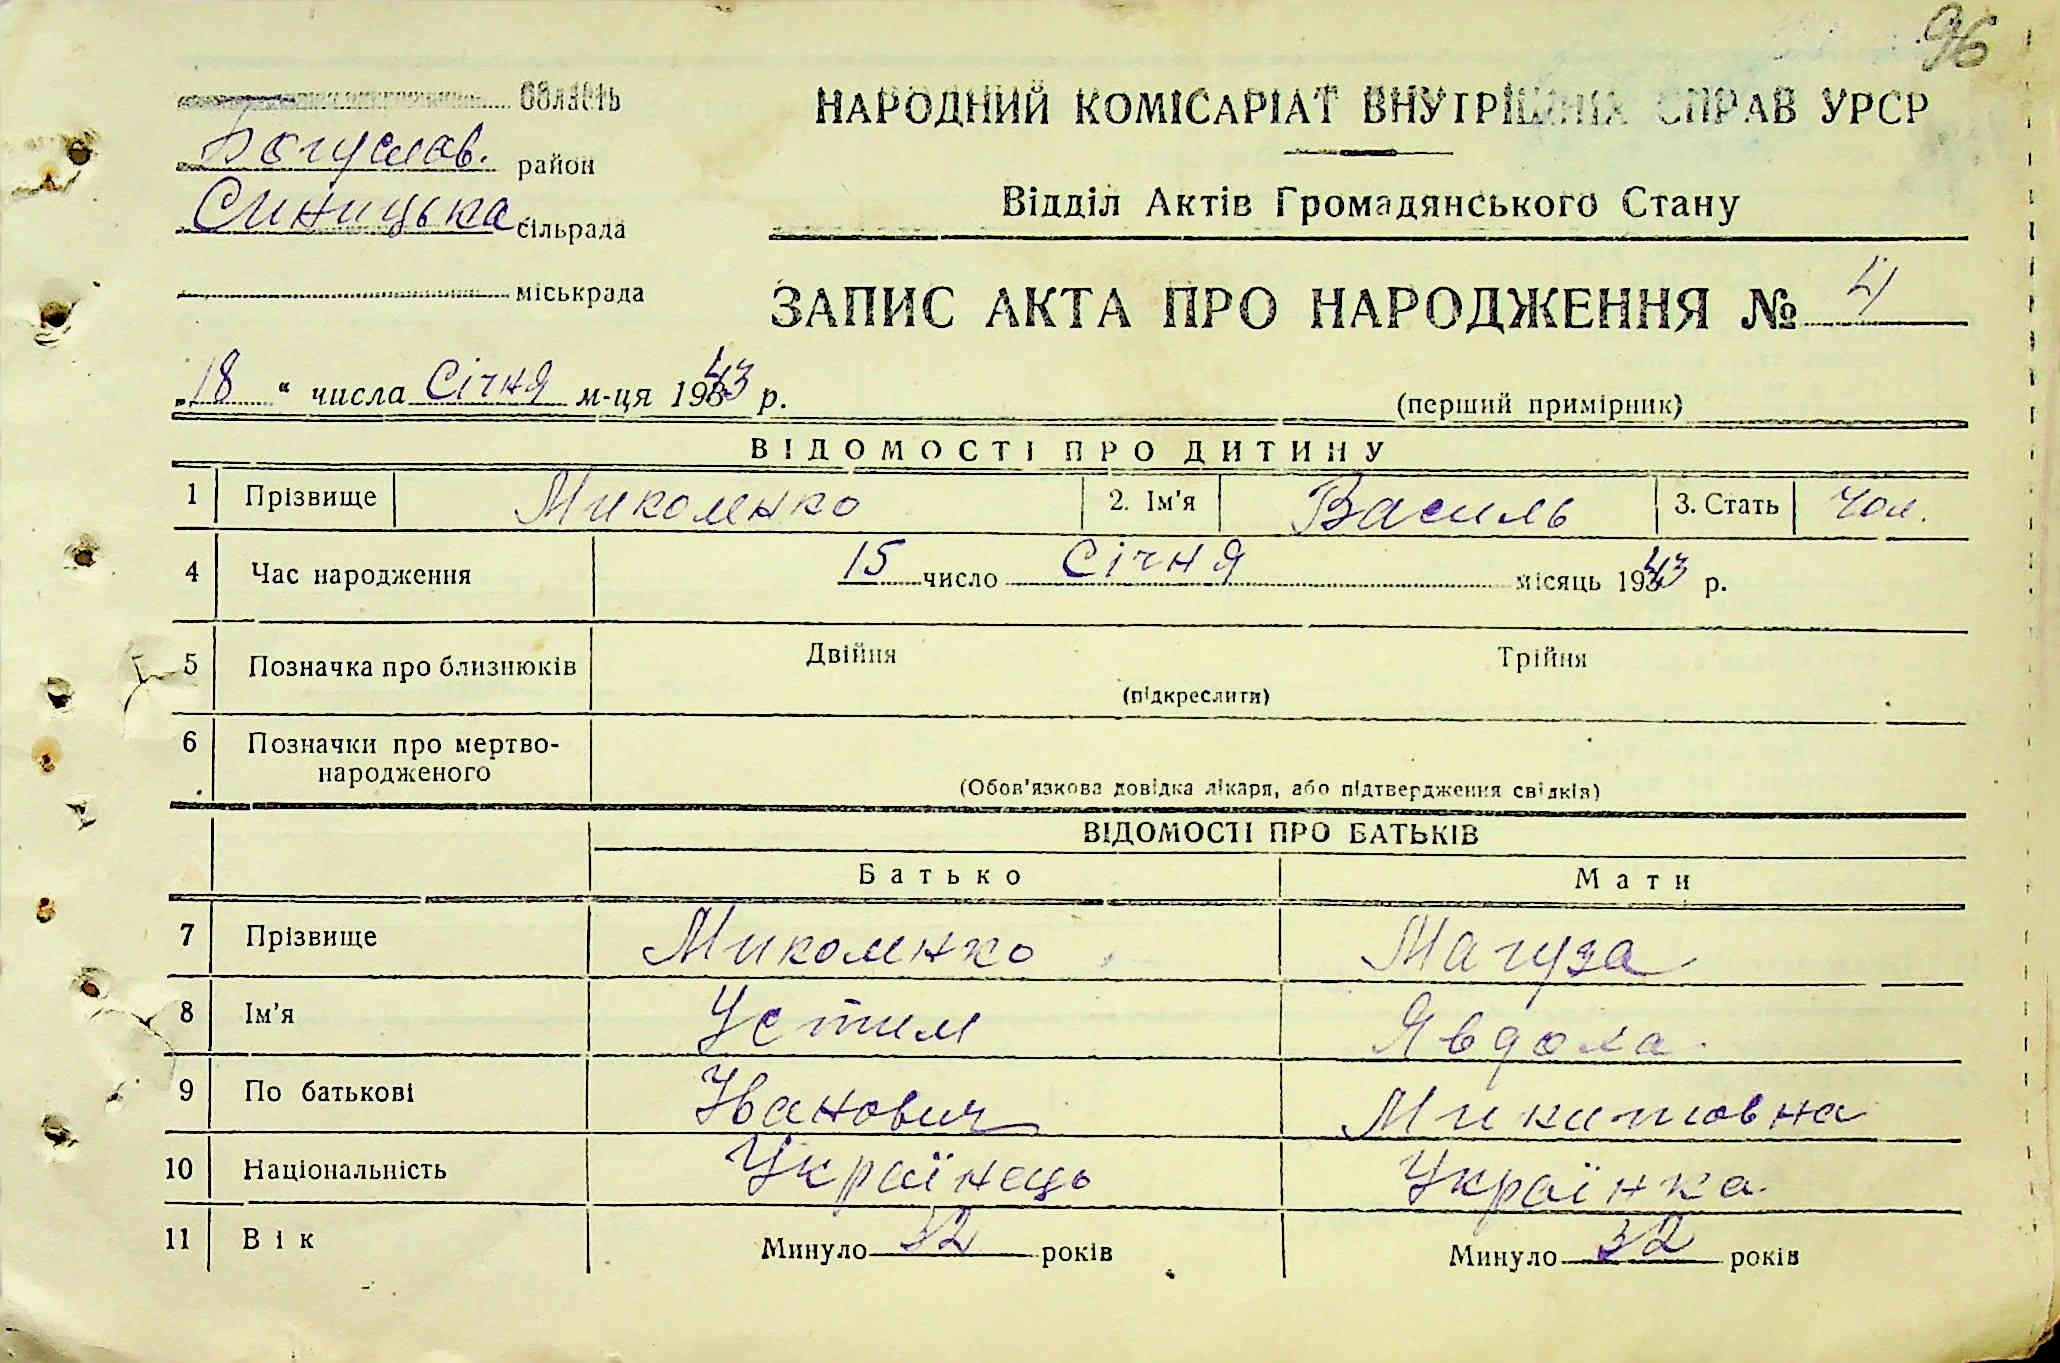 96
область
Богуслав. район
Синицька сільрада
міськрада
НАРОДНИЙ КОМІСАРІАТ ВНУТРІШНІХ СПРАВ УРСР
Відділ Актів Громадянського Стану
ЗАПИС АКТА ПРО НАРОДЖЕННЯ № 4
„18“ числа Січня м-ця 1943 р.
(перший примірник)
ВІДОМОСТІ ПРО ДИТИНУ
1 Прізвище Миколенко 2. Ім'я Василь 3. Стать чол.
4 Час народження 15 число Січня місяць 1943 р.
5 Позначка про близнюків Двійня Трійня
(підкреслити)
6 Позначки про мертво-
народженого
(Обов'язкова довідка лікаря, або підтвердження свідків)
ВІДОМОСТІ ПРО БАТЬКІВ
Батько Мати
7 Прізвище Миколенко Магуза
8 Ім'я Устим Явдоха
9 По батькові Іванович Микитовна
10 Національність Українець Українка
11 Вік Минуло 32 років Минуло 32 років